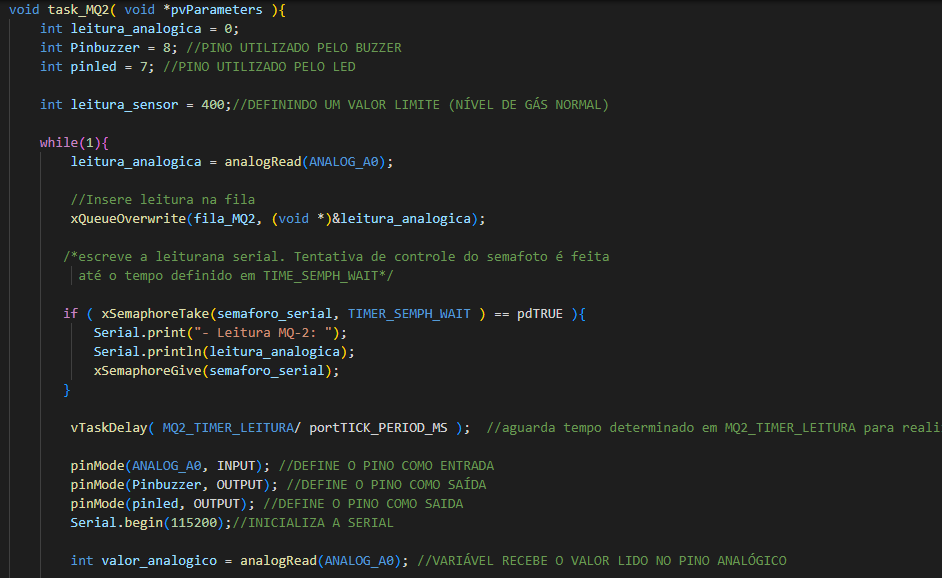 void task_MQ2( void *pvParameters ){
int leitura_analogica = 0;
int Pinbuzzer = 8; //PINO UTILIZADO PELO BUZZER
int pinled = 7; //PINO UTILIZADO PELO LED
int leitura_sensor = 400;//DEFININDO UM VALOR LIMITE (NÍVEL DE GÁS NORMAL)
while(1){
leitura_analogica = analogRead(ANALOG_A0);
//Insere leitura na fila
xQueueOverwrite(fila_MQ2, (void *)&leitura_analogica);
/*escreve a leiturana serial. Tentativa de controle do semafoto é feita
até o tempo definido em TIME_SEMPH_WAIT*/
if ( xSemaphoreTake(semaforo_serial, TIMER_SEMPH_WAIT ) == pdTRUE ){
Serial.print("- Leitura MQ-2: ");
Serial.println(leitura_analogica);
xSemaphoreGive(semaforo_serial);
}
vTaskDelay( MQ2_TIMER_LEITURA/ portTICK_PERIOD_MS );  //aguarda tempo determinado em MQ2_TIMER_LEITURA para reali
pinMode(ANALOG_A0, INPUT); //DEFINE O PINO COMO ENTRADA
pinMode(Pinbuzzer, OUTPUT); //DEFINE O PINO COMO SAÍDA
pinMode(pinled, OUTPUT); //DEFINE O PINO COMO SAIDA
Serial.begin(115200);//INICIALIZA A SERIAL
int valor_analogico = analogRead(ANALOG_A0); //VARIÁVEL RECEBE O VALOR LIDO NO PINO ANALÓGICO